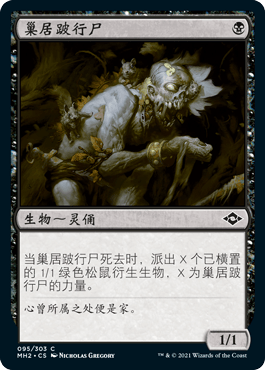 巢居跛行尸
生物～灵俑
当巢居跛行尸死去时，派出 X 个已横置
的 1/1 绿色松鼠衍生生物，X 为巢居跛
行尸的力量。
心曾所属之处便是家。
1/1
095/303 C
MH2 • CS NICHOLAS GREGORY
™ & © 2021 Wizards of the Coast